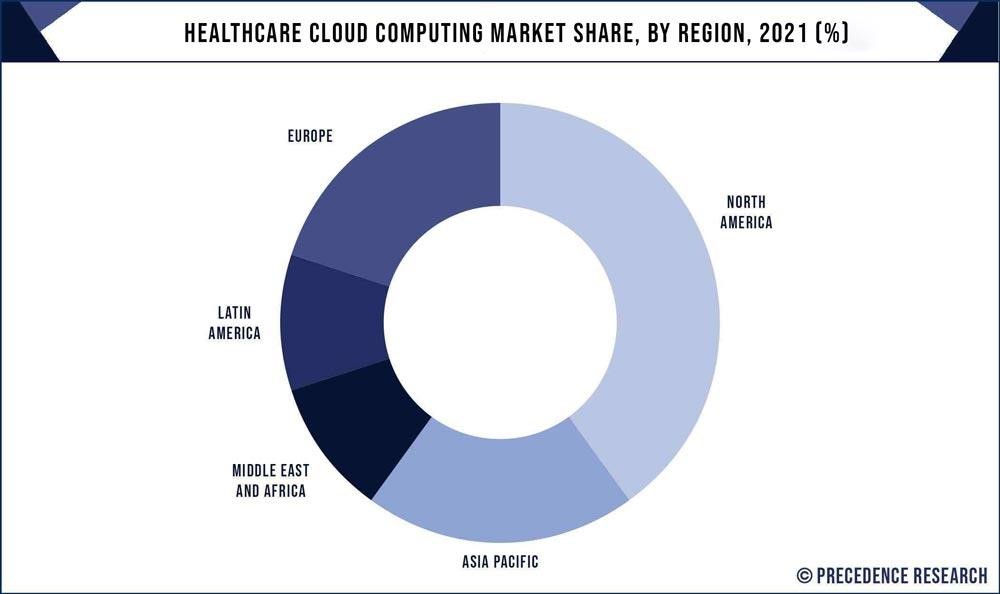 HEALTHCARE CLOUD COMPUTING MARKET SHARE, BY REGION, 2021 (%)
EUROPE
NORTH
AMERICA
LATIN
AMERICA
MIDDLE EAST
AND AFRICA
ASIA PACIFIC
© PRECEDENCE RESEARCH